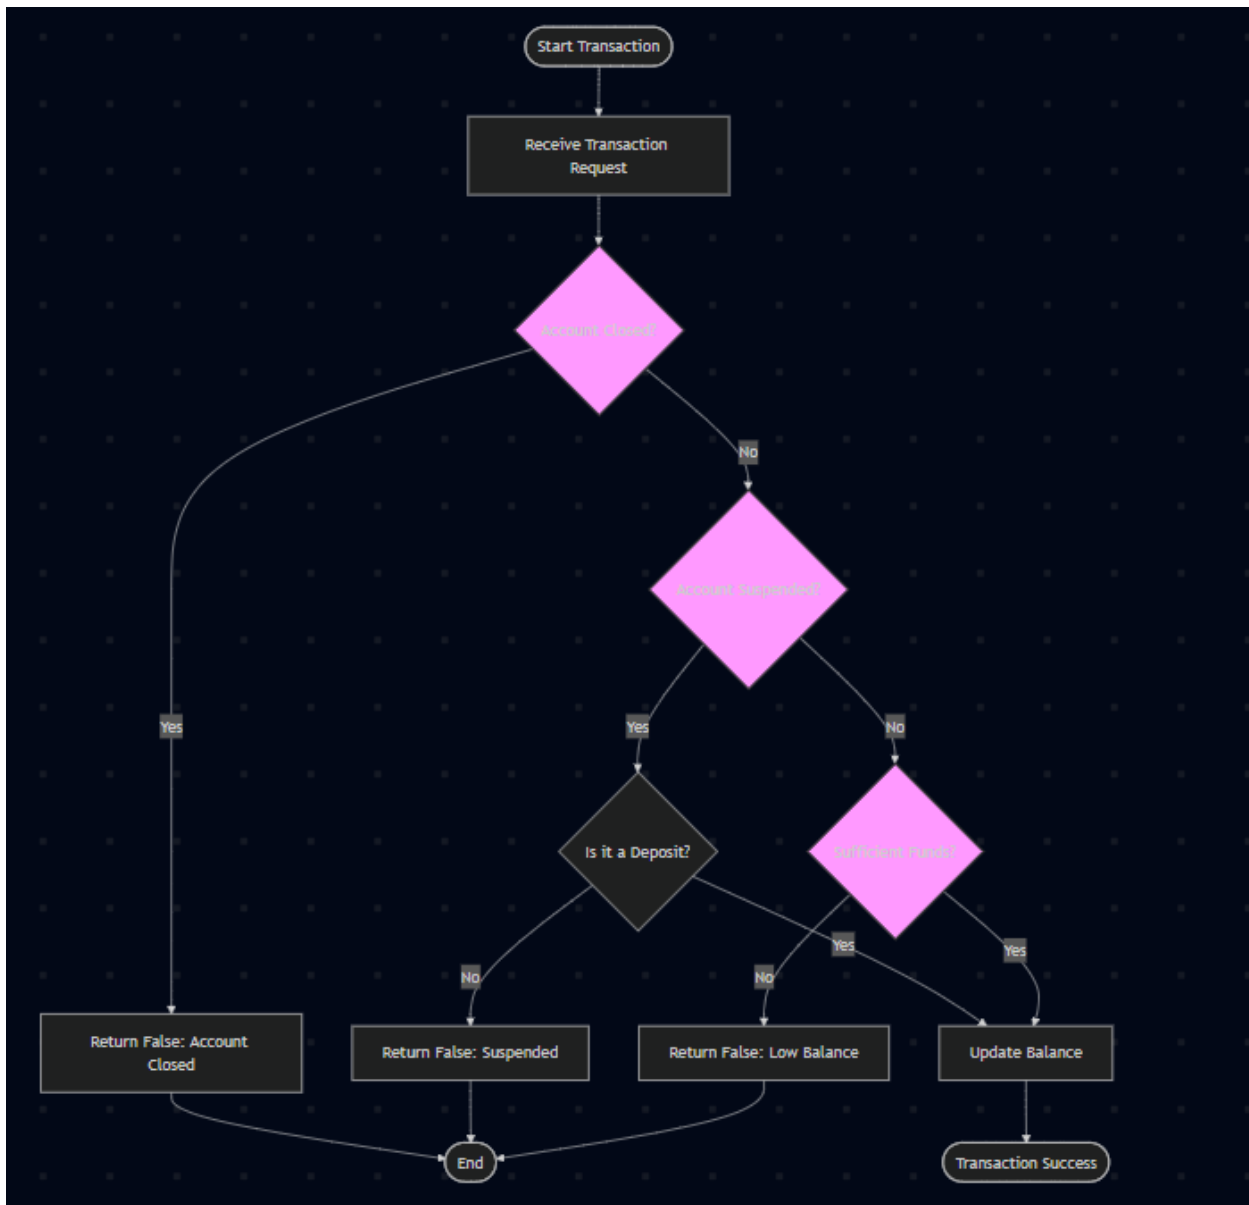 Start Transaction
Receive Transaction
Request
Account Closed?
No
Account Suspended?
Yes
Yes
No
Is it a Deposit?
Sufficient Funds?
Yes
Yes
No
No
Return False: Account
Closed
Return False: Suspended
Return False: Low Balance
Update Balance
End
Transaction Success